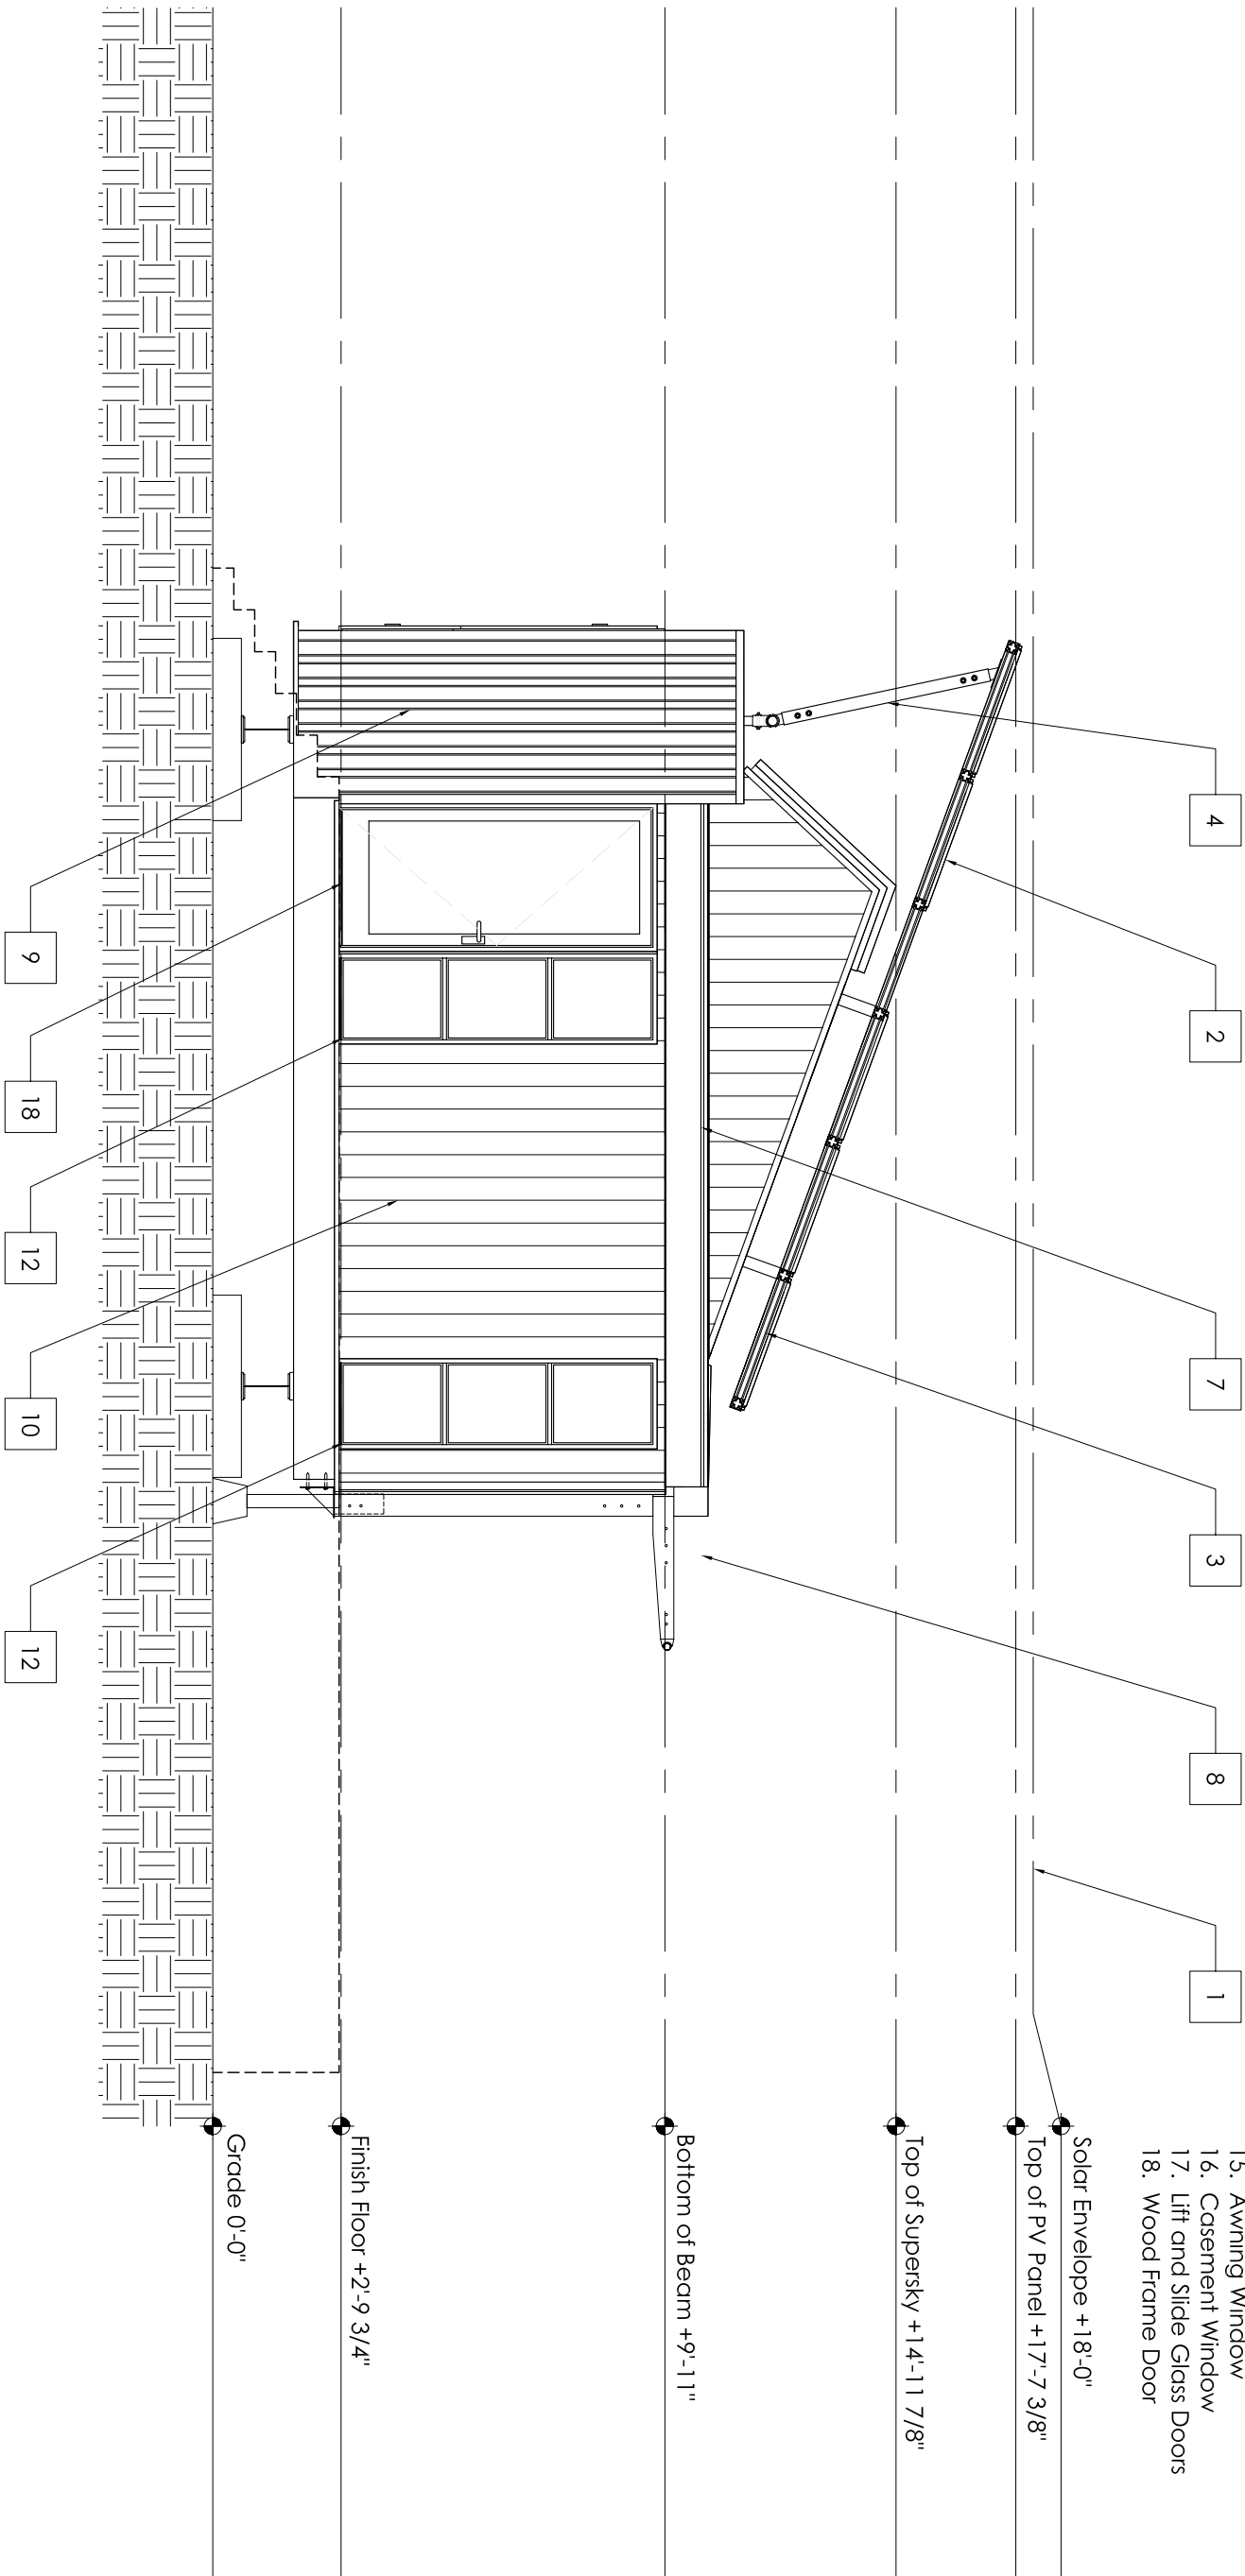 4
2
7
3
8
1
15. Awning Window
16. Casement Window
17. Lift and Slide Glass Doors
18. Wood Frame Door
Solar Envelope +18'-0"
Top of PV Panel +17'-7 3/8"
Top of Supersky +14'-11 7/8"
Bottom of Beam +9'-11"
Finish Floor +2'-9 3/4"
Grade 0'-0"
9
18
12
10
12